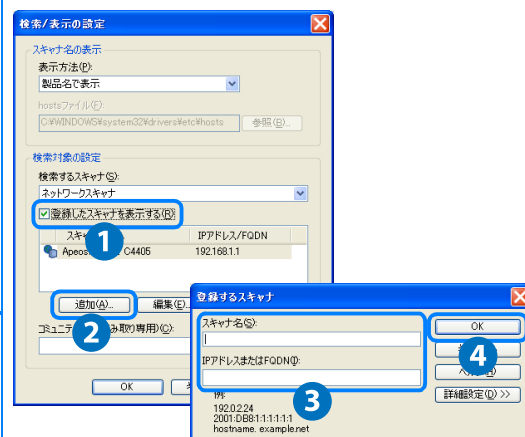 検索/表示の設定
スキャナ名の表示
表示方法(P):
製品名で表示
hostsファイル(F):
C:¥WINDOWS¥system32¥drivers¥etc¥hosts
参照(B)...
検索対象の設定
検索するスキャナ(S):
ネットワークスキャナ
登録したスキャナを表示する(R)
1
スキ
IPアドレス/FQDN
Apeos C4405
192.168.1.1
追加(A)...
編集(E)
2
コミュニテ み取り専用)(C):
OK
登録するスキャナ
スキャナ名(S):
IPアドレスまたはFQDN(I):
3
例:
192.0.2.24
2001:DB8:1:1:1:1:1:1
hostname. example.net
OK
4
詳細設定(D) >>